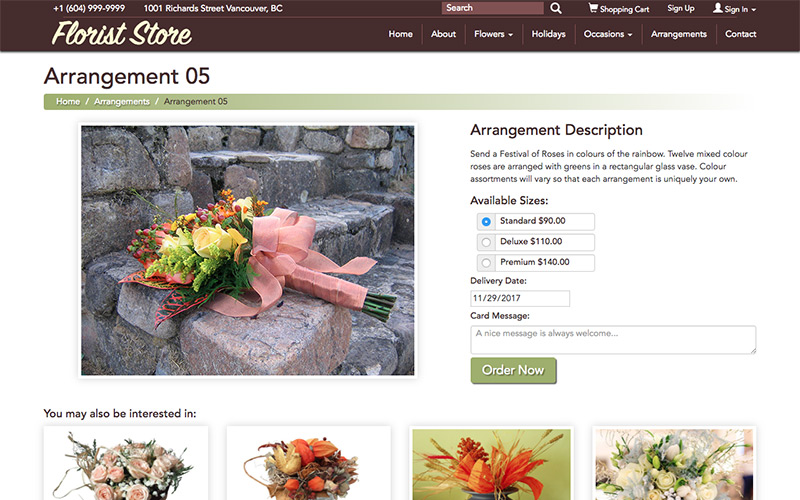 +1 (604) 999-9999 1001 Richards Street Vancouver, BC Search Shopping Cart Sign Up Sign In
Florist Store
Home About Flowers Holidays Occasions Arrangements Contact
Arrangement 05
Home / Arrangements / Arrangement 05
Arrangement Description
Send a Festival of Roses in colours of the rainbow. Twelve mixed colour
roses are arranged with greens in a rectangular glass vase. Colour
assortments will vary so that each arrangement is uniquely your own.
Available Sizes:
Standard $90.00
Deluxe $110.00
Premium $140.00
Delivery Date:
11/29/2017
Card Message:
A nice message is always welcome...
Order Now
You may also be interested in: